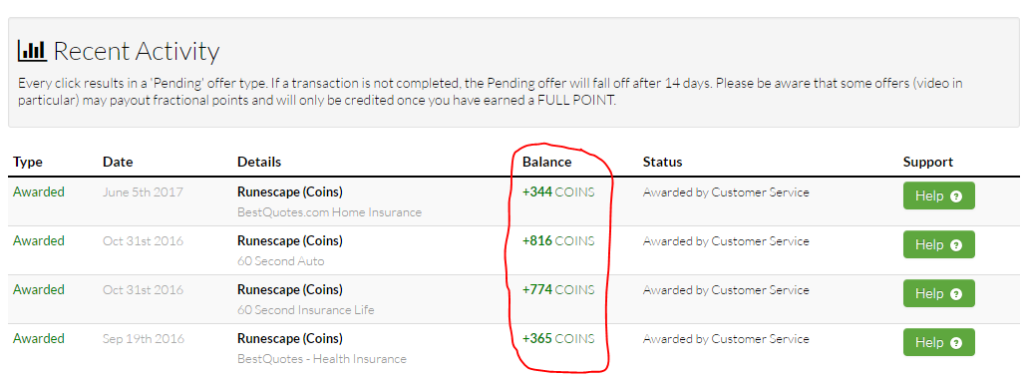 Recent Activity
Every click results in a 'Pending' offer type. If a transaction is not completed, the Pending offer will fall off after 14 days. Please be aware that some offers (video in
particular) may payout fractional points and will only be credited once you have earned a FULL POINT.
Type Date Details Balance Status Support
Awarded June 5th 2017 Runescape (Coins) +344 COINS Awarded by Customer Service Help ?
BestQuotes.com Home Insurance
Awarded Oct 31st 2016 Runescape (Coins) +816 COINS Awarded by Customer Service Help ?
60 Second Auto
Awarded Oct 31st 2016 Runescape (Coins) +774 COINS Awarded by Customer Service Help ?
60 Second Insurance Life
Awarded Sep 19th 2016 Runescape (Coins) +365 COINS Awarded by Customer Service Help ?
BestQuotes - Health Insurance